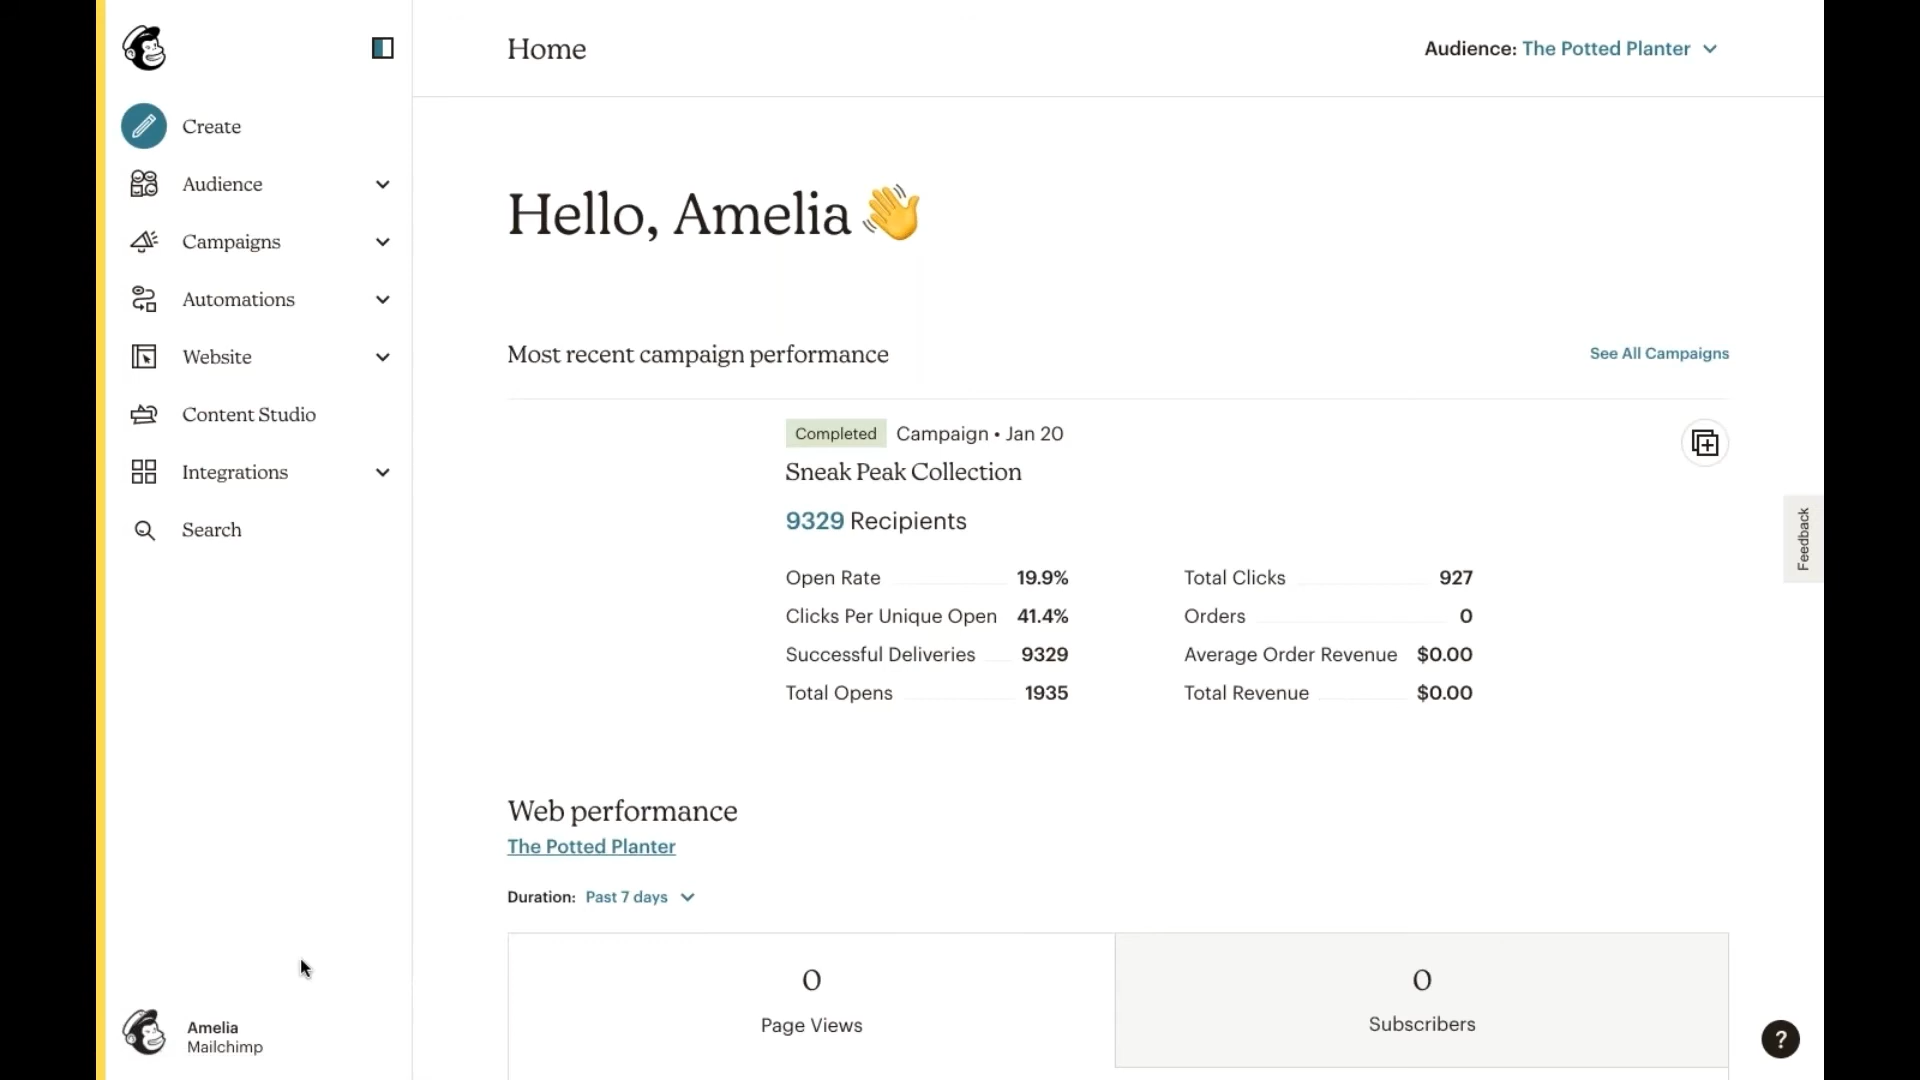 Home
Audience: The Potted Planter
Create
Audience
Campaigns
Automations
Website
Content Studio
Integrations
Search
Hello, Amelia 👋
Most recent campaign performance
See All Campaigns
Completed Campaign • Jan 20
Sneak Peak Collection
9329 Recipients
Open Rate 19.9%
Clicks Per Unique Open 41.4%
Successful Deliveries 9329
Total Opens 1935
Total Clicks 927
Orders 0
Average Order Revenue $0.00
Total Revenue $0.00
Feedback
Web performance
The Potted Planter
Duration: Past 7 days
0
Page Views
0
Subscribers
Amelia
Mailchimp
?